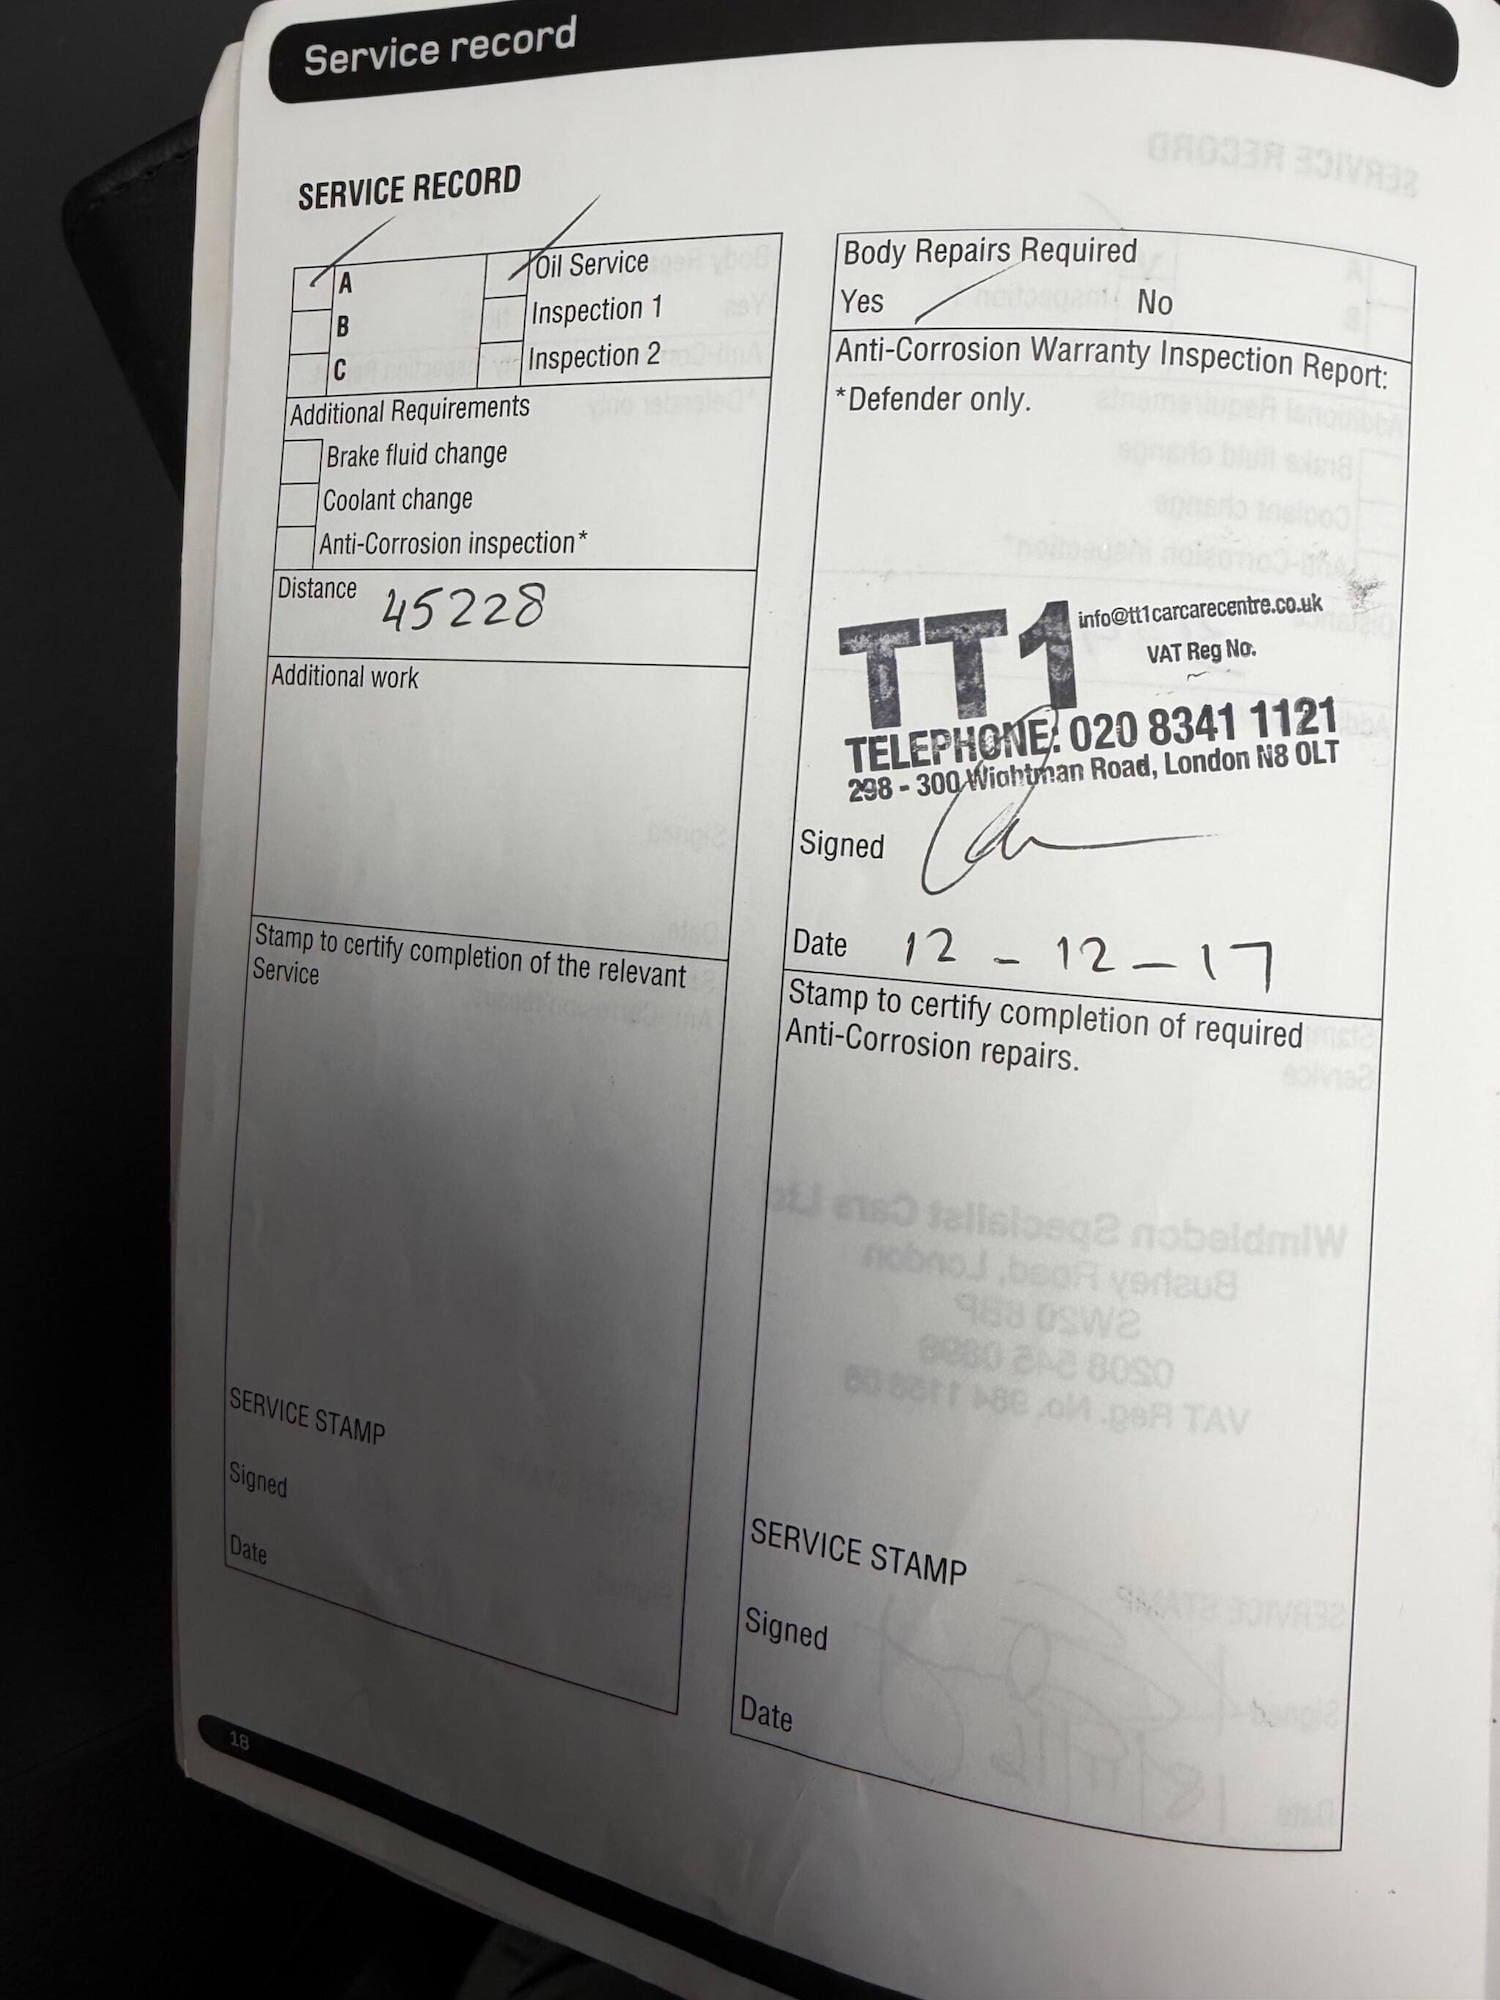 Service record
SERVICE RECORD
A
B
C
Oil Service
Inspection 1
Inspection 2
Additional Requirements
Brake fluid change
Coolant change
Anti-Corrosion inspection*
Distance 45228
Additional work
Stamp to certify completion of the relevant
Service
SERVICE STAMP
Signed
Date
Body Repairs Required
Yes No
Anti-Corrosion Warranty Inspection Report:
*Defender only.
TT1
info@tt1carcarecentre.co.uk
VAT Reg No.
TELEPHONE: 020 8341 1121
298 - 300 Wightman Road, London N8 0LT
Signed
Date 12 - 12 - 17
Stamp to certify completion of required
Anti-Corrosion repairs.
SERVICE STAMP
Signed
Date
18